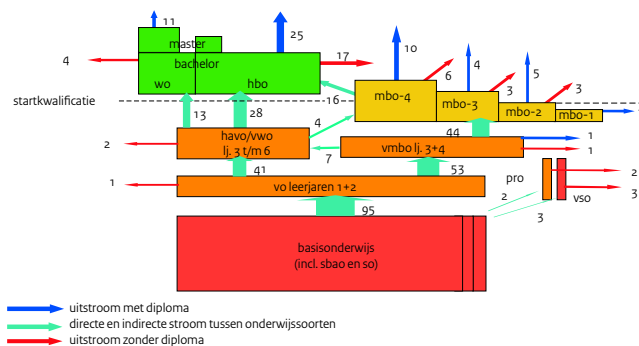 11
25
master
10
4
bachelor
17
4
5
6
3
3
wo
hbo
16
mbo-4
mbo-3
mbo-2
mbo-1
startkwalificatie
13
28
4
44
1
havo/vwo
lj. 3 t/m 6
2
7
vmbo lj. 3+4
1
41
53
1
vo leerjaren 1+2
pro
2
2
vso
3
95
3
basisonderwijs
(incl. sbao en so)
uitstroom met diploma
directe en indirecte stroom tussen onderwijssoorten
uitstroom zonder diploma